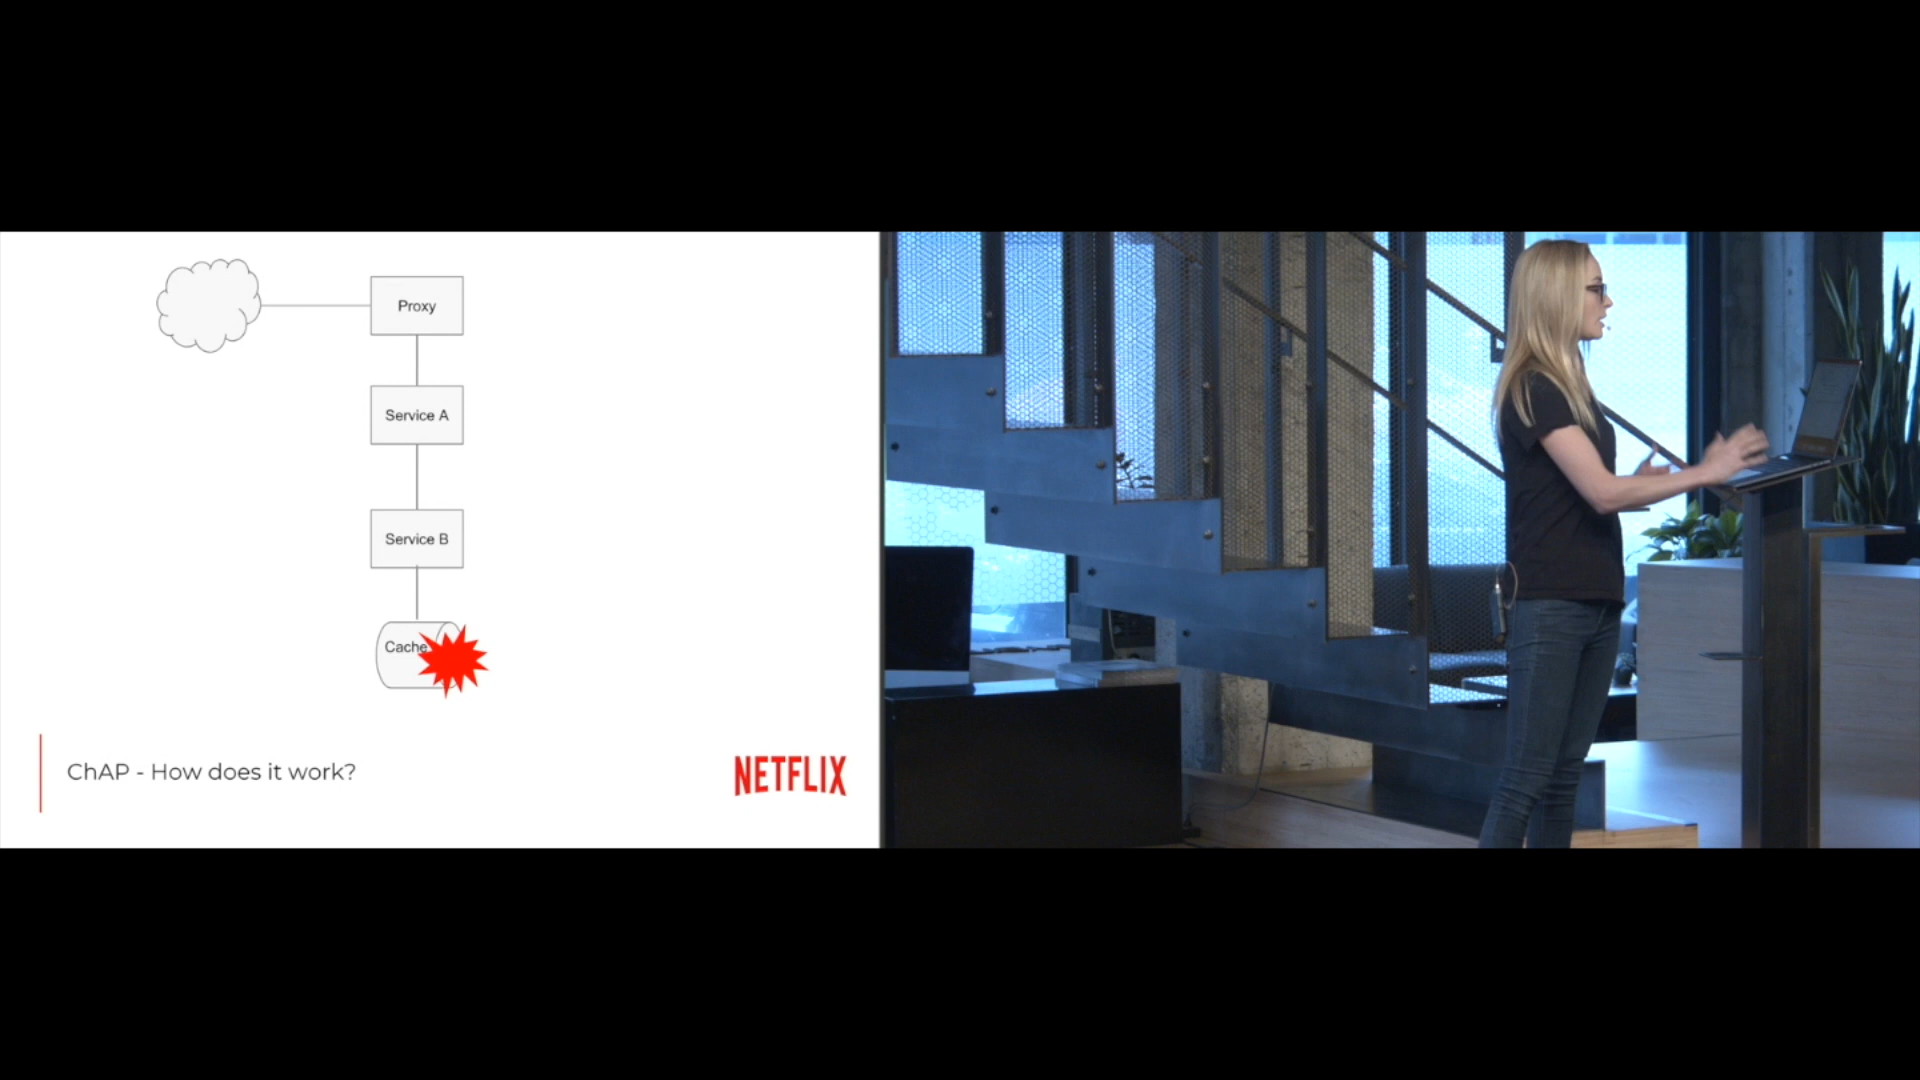 Proxy
Service A
Service B
Cache
ChAP - How does it work?
NETFLIX